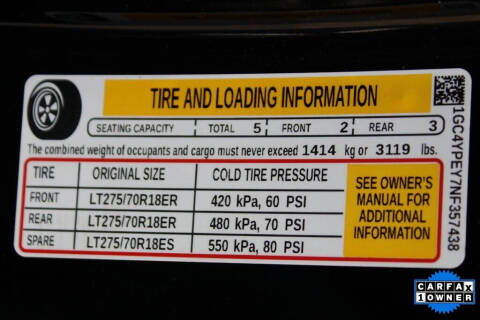 TIRE AND LOADING INFORMATION
SEATING CAPACITY | TOTAL 5 | FRONT 2 | REAR 3
The combined weight of occupants and cargo must never exceed 1414 kg or 3119 lbs.
TIRE ORIGINAL SIZE COLD TIRE PRESSURE
FRONT LT275/70R18ER 420 kPa, 60 PSI
REAR LT275/70R18ER 480 kPa, 70 PSI
SPARE LT275/70R18ES 550 kPa, 80 PSI
SEE OWNER'S
MANUAL FOR
ADDITIONAL
INFORMATION
1GC4YPEY7NF357438
CARFAX
1 OWNER